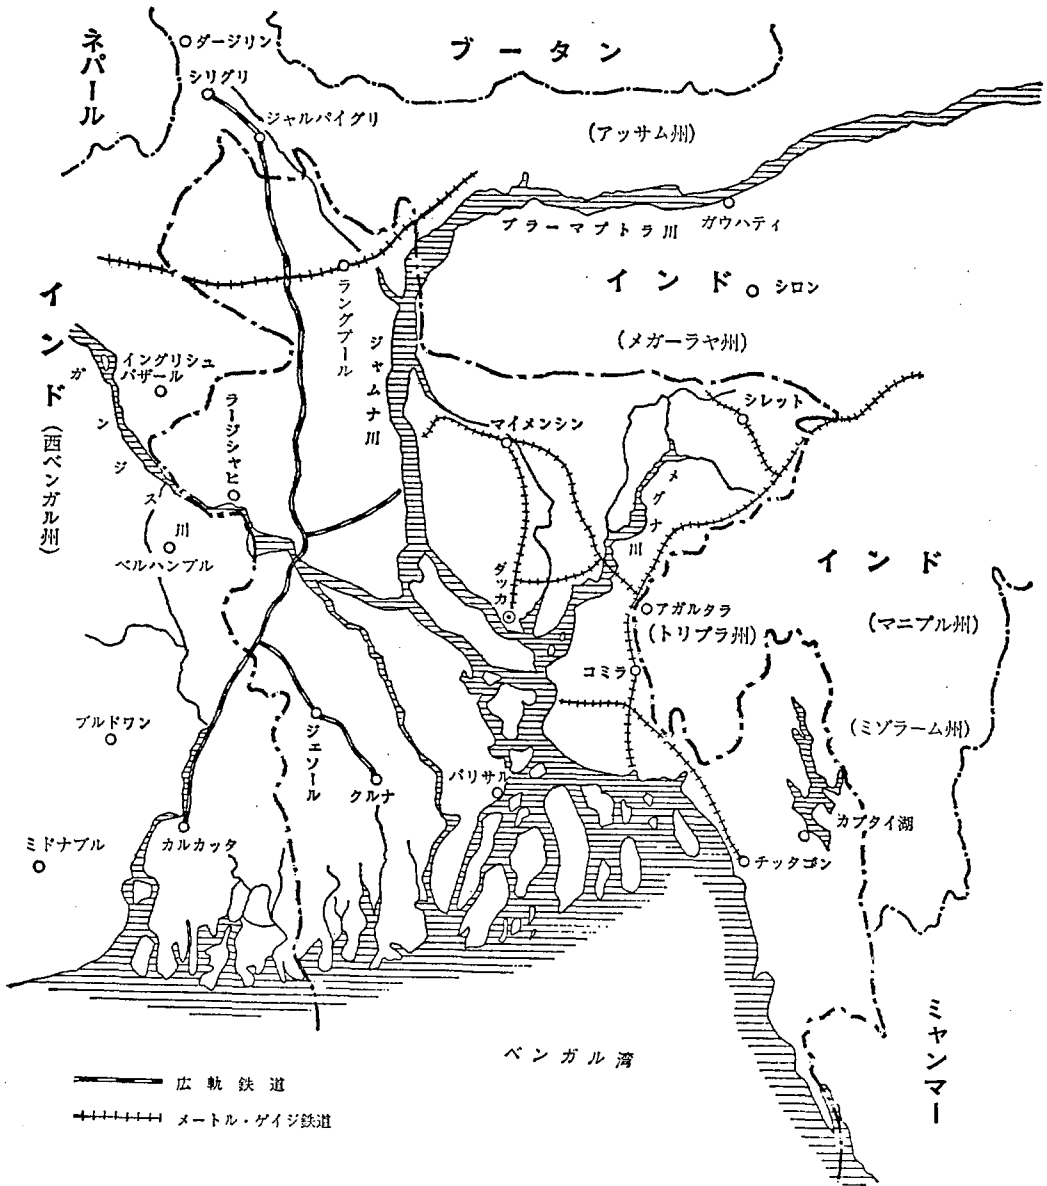 ネパール
ダージリン
ブータン
シリグリ
ジャルパイグリ
(アッサム州)
ブラーマプトラ川
ガウハティ
インド
シロン
(メガーラヤ州)
ラングプール
ジャムナ川
インド(西ベンガル州)
ガンジス川
イングリシュ
バザール
ラージシャヒ
マイメンシン
シレット
メグナ川
ベルハンプル
ダッカ
インド
アガルタラ
(トリプラ州)
(マニプル州)
コミラ
ブルドワン
ジェソール
クルナ
バリサル
(ミゾラーム州)
カプタイ湖
ミドナプル
カルカッタ
チッタゴン
ミャンマー
ベンガル湾
広軌鉄道
メートル・ゲイジ鉄道